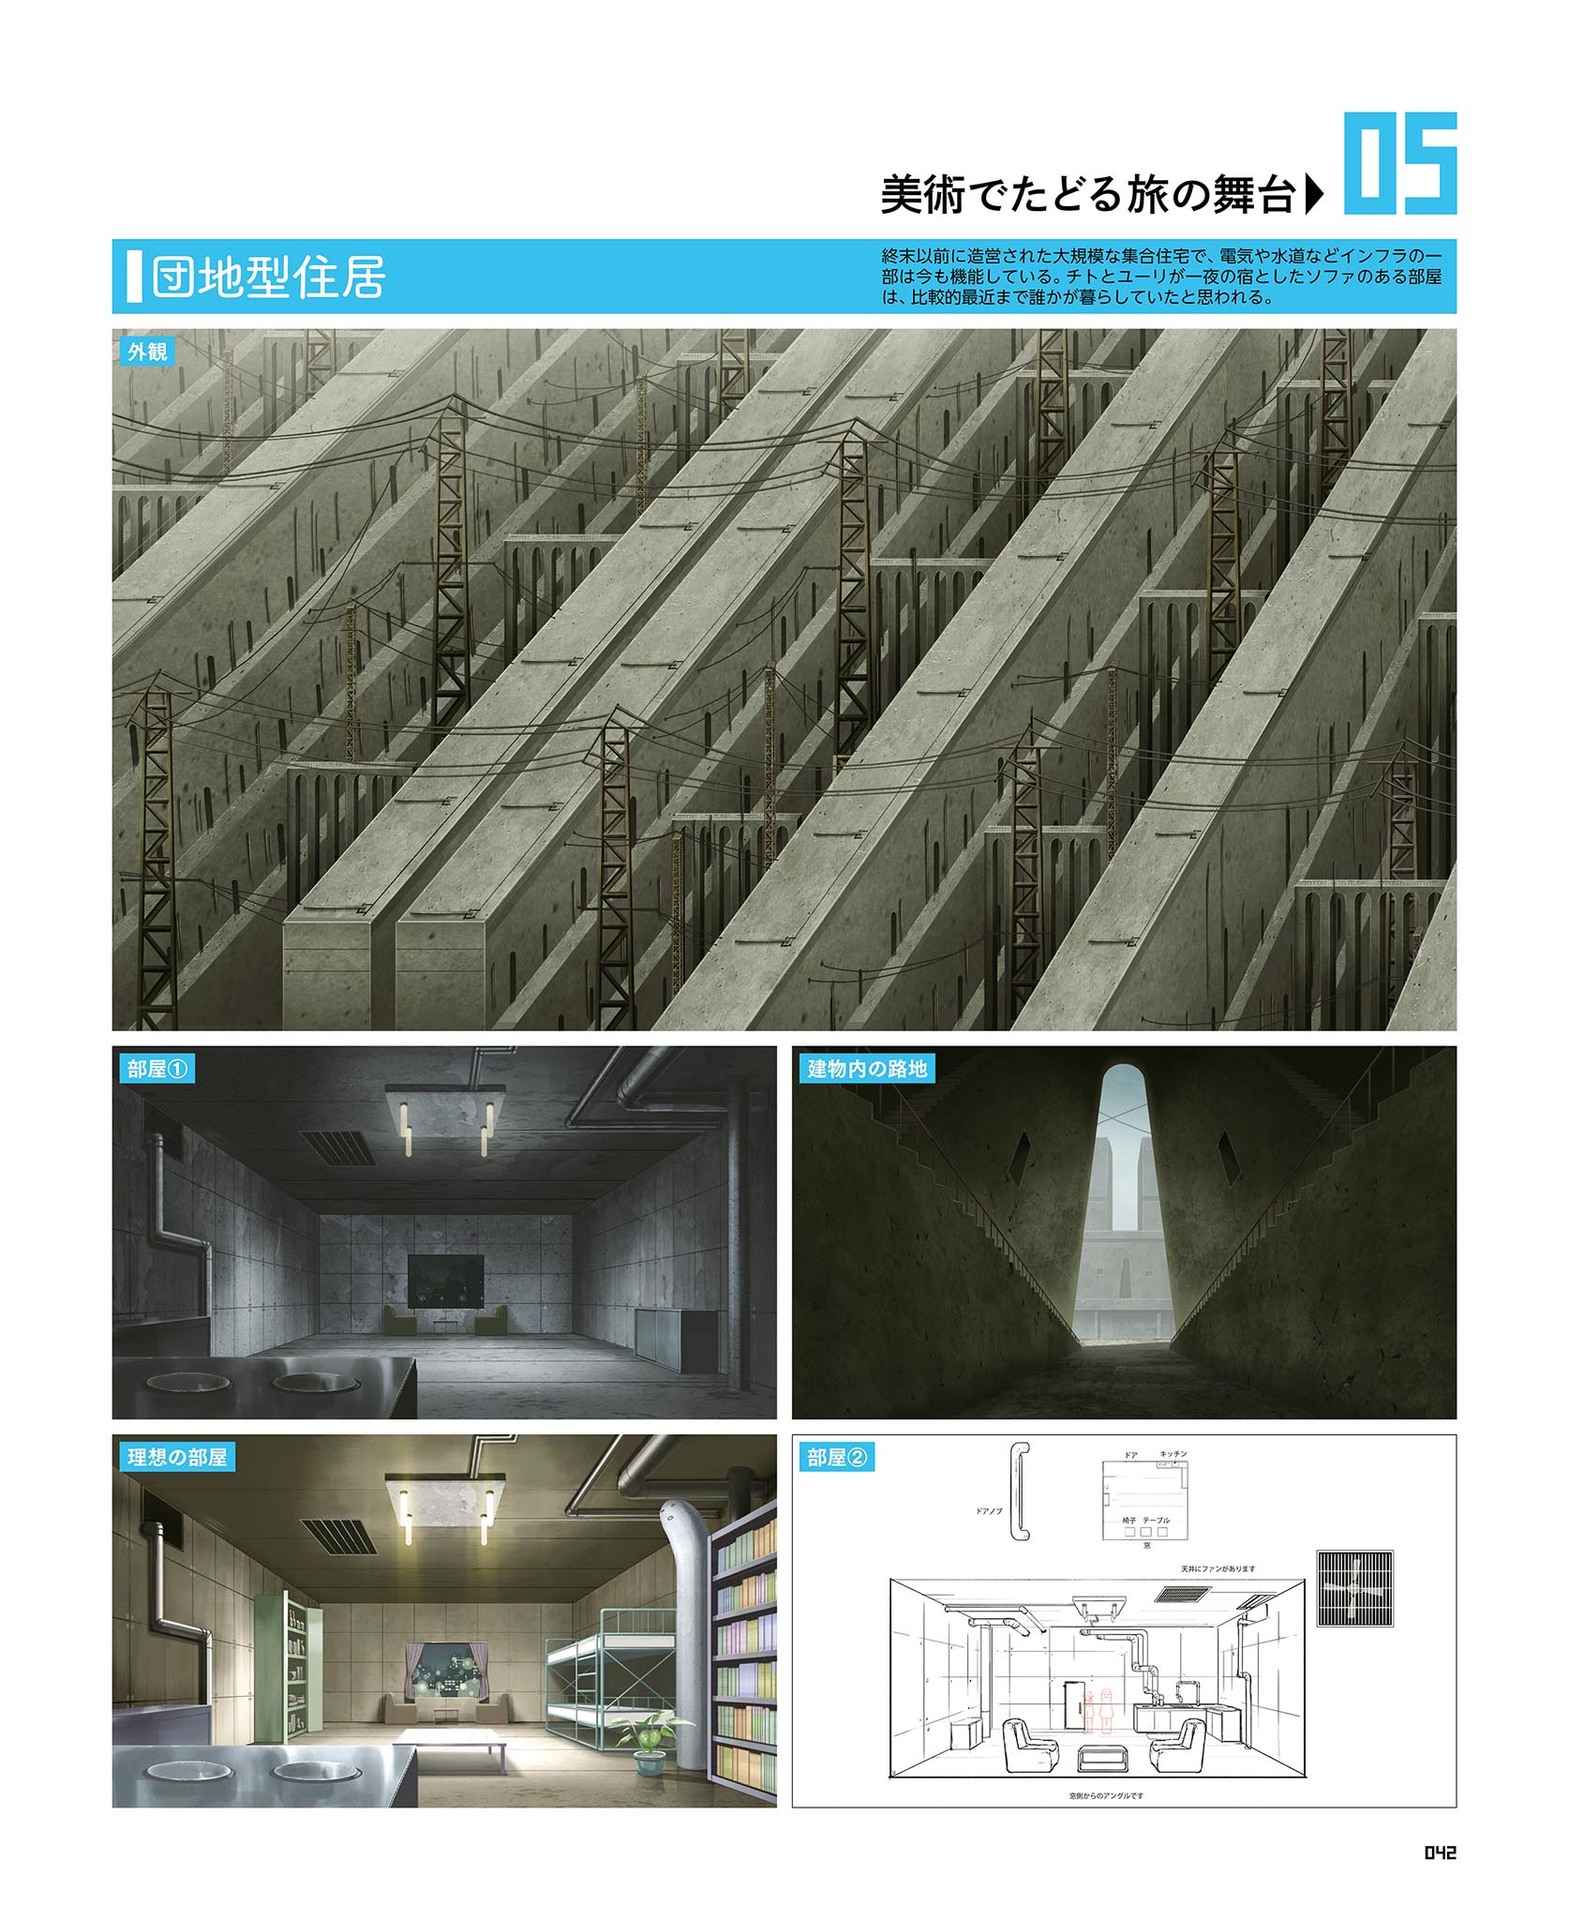 美術でたどる旅の舞台▶ 05
団地型住居
終末以前に造営された大規模な集合住宅で、電気や水道などインフラの一
部は今も機能している。チトとユーリが一夜の宿としたソファのある部屋
は、比較的最近まで誰かが暮らしていたと思われる。
外観
部屋①
建物内の路地
理想の部屋
部屋②
ドア
キッチン
ドアノブ
椅子
テーブル
窓
天井にファンがあります
窓側からのアングルです
042